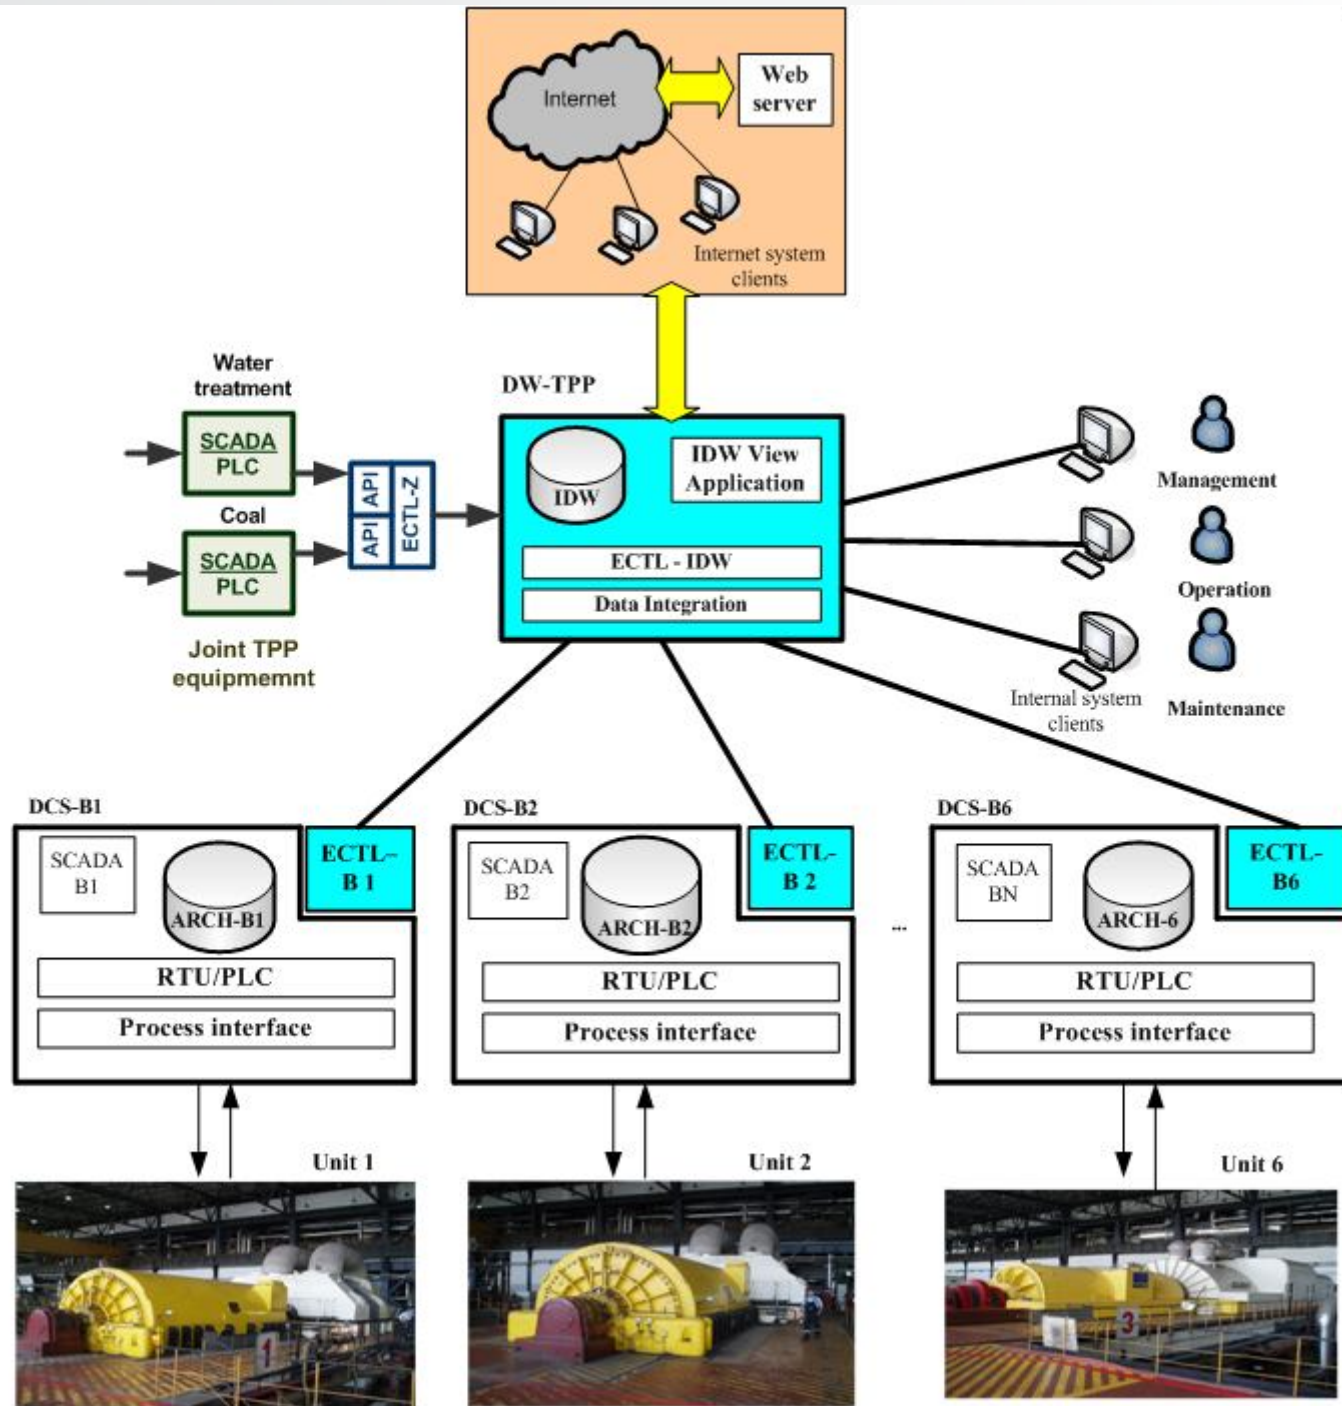 Internet
Web
server
Internet system
clients
Water
treatment
SCADA
PLC
Coal
SCADA
PLC
Joint TPP
equipmemnt
API
API
ECTL-Z
DW-TPP
IDW
IDW View
Application
ECTL - IDW
Data Integration
Management
Operation
Maintenance
Internal system
clients
DCS-B1
SCADA
B1
ARCH-B1
ECTL–
B 1
RTU/PLC
Process interface
DCS-B2
SCADA
B2
ARCH-B2
ECTL-
B 2
RTU/PLC
Process interface
...
DCS-B6
SCADA
BN
ARCH-6
ECTL-
B6
RTU/PLC
Process interface
Unit 1
Unit 2
Unit 6
1
3